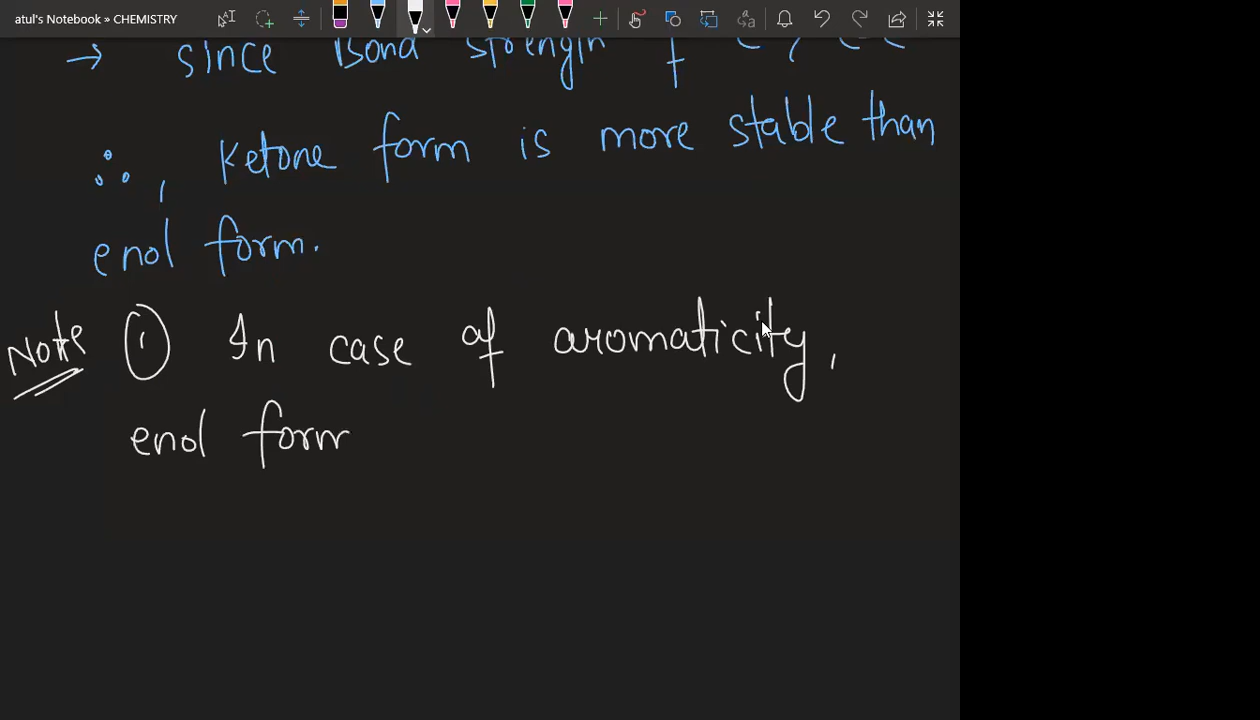 atul's Notebook » CHEMISTRY
→ since Bond strength of
∴, Ketone form is more stable than
enol form.
Note ① In case of aromaticity,
enol form